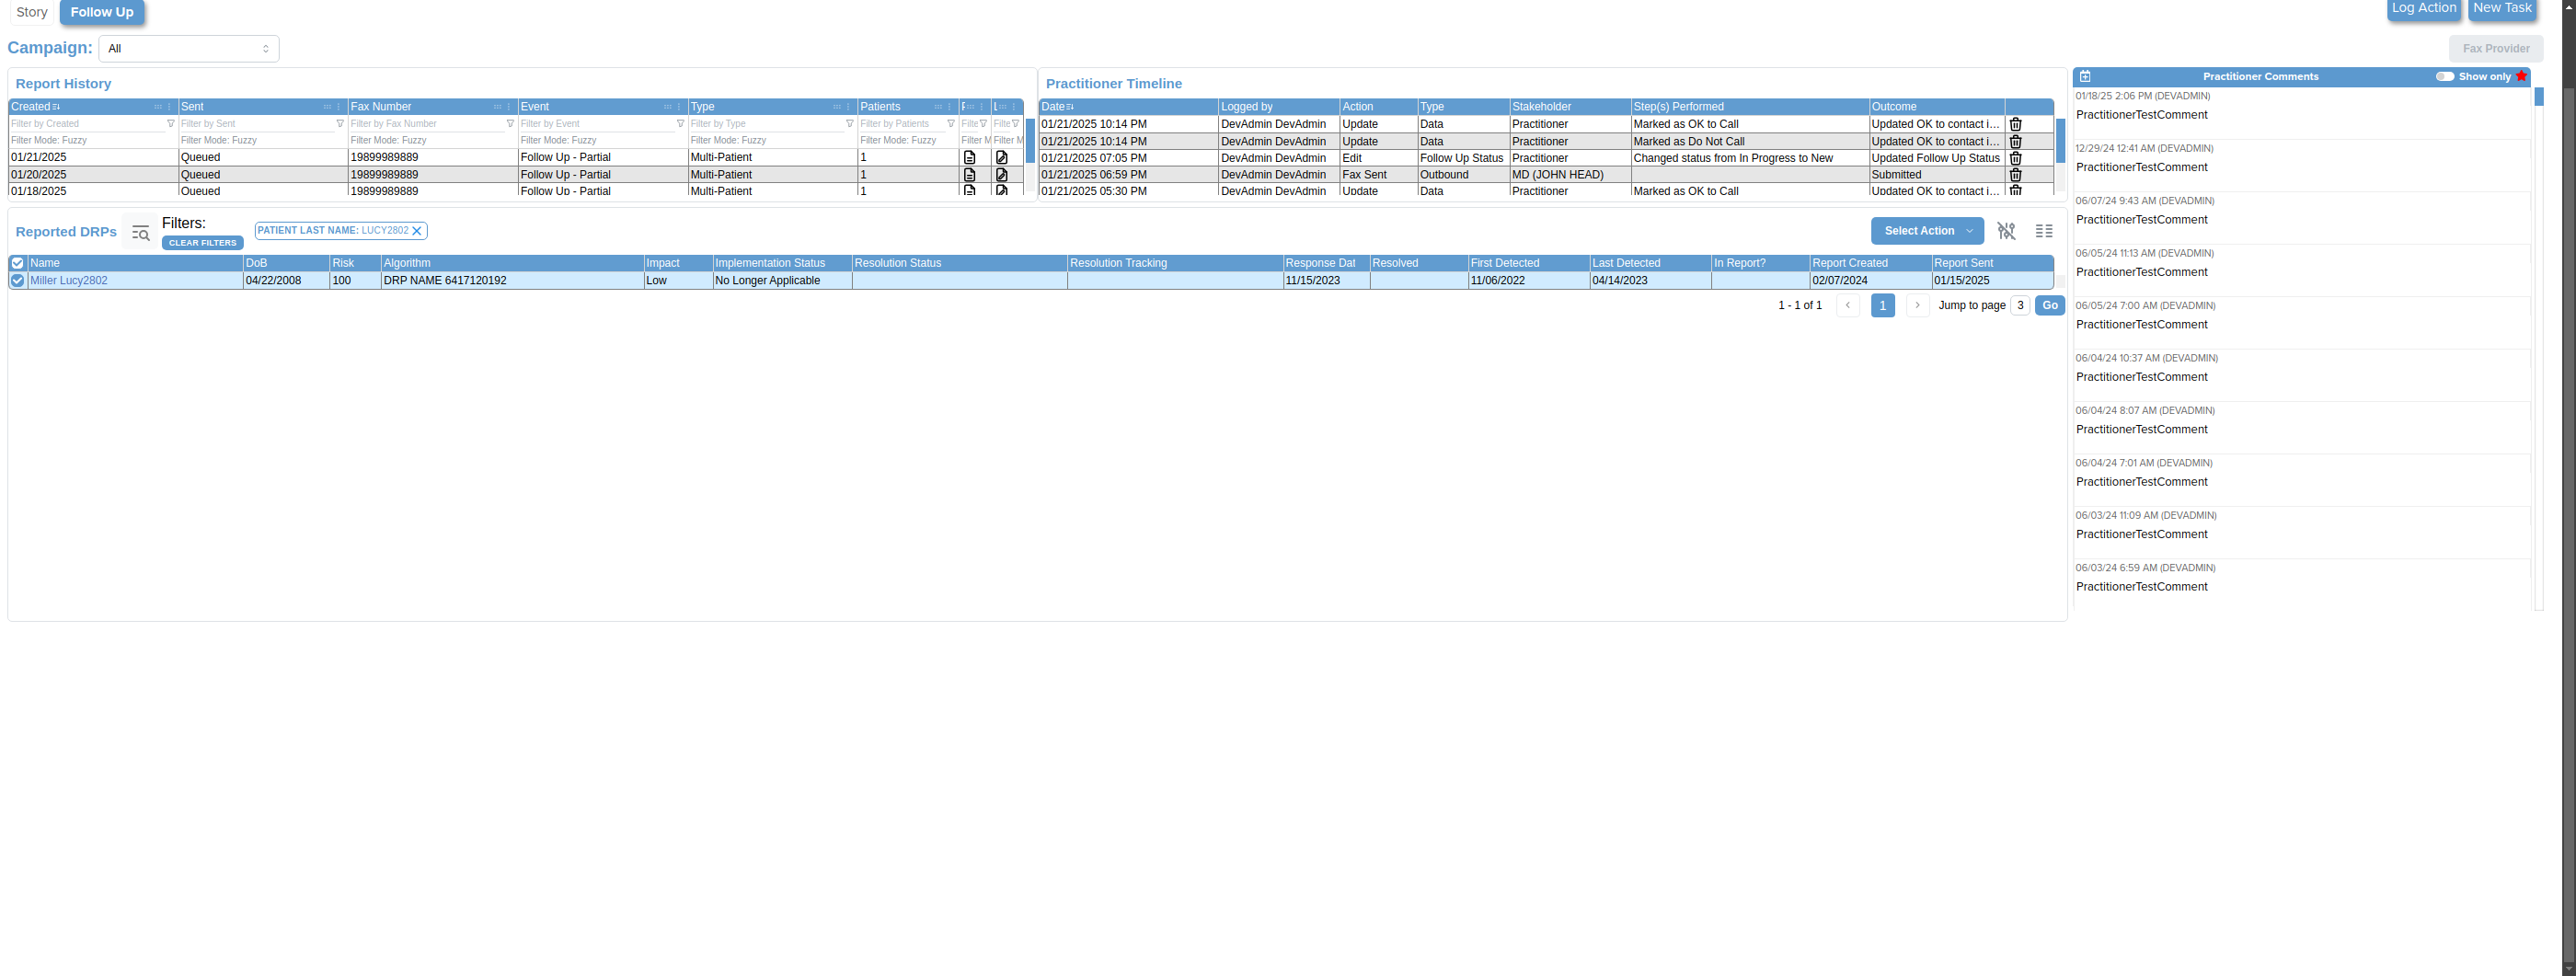 Story Follow Up Log Action New Task
Campaign: All Fax Provider
Report History
Created Sent Fax Number Event Type Patients
Filter by Created Filter by Sent Filter by Fax Number Filter by Event Filter by Type Filter by Patients Filte Filte
Filter Mode: Fuzzy Filter Mode: Fuzzy Filter Mode: Fuzzy Filter Mode: Fuzzy Filter Mode: Fuzzy Filter Mode: Fuzzy Filter M Filter M
01/21/2025 Queued 19899989889 Follow Up - Partial Multi-Patient 1
01/20/2025 Queued 19899989889 Follow Up - Partial Multi-Patient 1
01/18/2025 Queued 19899989889 Follow Up - Partial Multi-Patient 1
Practitioner Timeline
Date Logged by Action Type Stakeholder Step(s) Performed Outcome
01/21/2025 10:14 PM DevAdmin DevAdmin Update Data Practitioner Marked as OK to Call Updated OK to contact i...
01/21/2025 10:14 PM DevAdmin DevAdmin Update Data Practitioner Marked as Do Not Call Updated OK to contact i...
01/21/2025 07:05 PM DevAdmin DevAdmin Edit Follow Up Status Practitioner Changed status from In Progress to New Updated Follow Up Status
01/21/2025 06:59 PM DevAdmin DevAdmin Fax Sent Outbound MD (JOHN HEAD) Submitted
01/21/2025 05:30 PM DevAdmin DevAdmin Update Data Practitioner Marked as OK to Call Updated OK to contact i...
Reported DRPs Filters:
CLEAR FILTERS
PATIENT LAST NAME: LUCY2802
Select Action
Name DoB Risk Algorithm Impact Implementation Status Resolution Status Resolution Tracking Response Dat Resolved First Detected Last Detected In Report? Report Created Report Sent
Miller Lucy2802 04/22/2008 100 DRP NAME 6417120192 Low No Longer Applicable 11/15/2023 11/06/2022 04/14/2023 02/07/2024 01/15/2025
1 - 1 of 1 1 Jump to page 3 Go
Practitioner Comments Show only
01/18/25 2:06 PM (DEVADMIN)
PractitionerTestComment
12/29/24 12:41 AM (DEVADMIN)
PractitionerTestComment
06/07/24 9:43 AM (DEVADMIN)
PractitionerTestComment
06/05/24 11:13 AM (DEVADMIN)
PractitionerTestComment
06/05/24 7:00 AM (DEVADMIN)
PractitionerTestComment
06/04/24 10:37 AM (DEVADMIN)
PractitionerTestComment
06/04/24 8:07 AM (DEVADMIN)
PractitionerTestComment
06/04/24 7:01 AM (DEVADMIN)
PractitionerTestComment
06/03/24 11:09 AM (DEVADMIN)
PractitionerTestComment
06/03/24 6:59 AM (DEVADMIN)
PractitionerTestComment